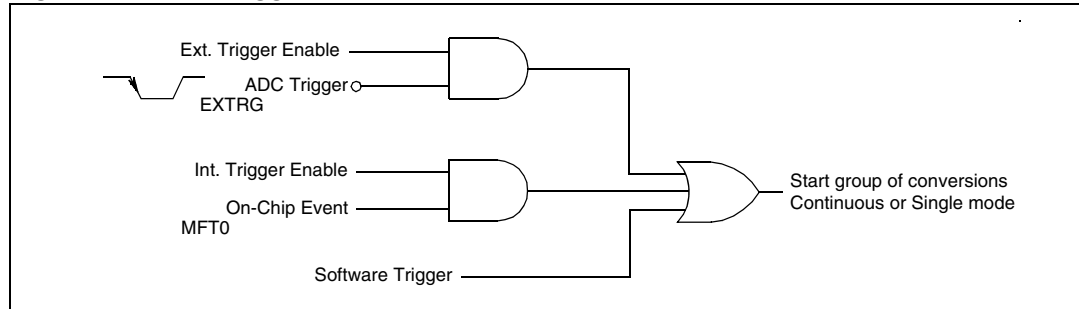 Ext. Trigger Enable
ADC Trigger
EXTRG
Int. Trigger Enable
On-Chip Event
MFT0
Software Trigger
Start group of conversions
Continuous or Single mode